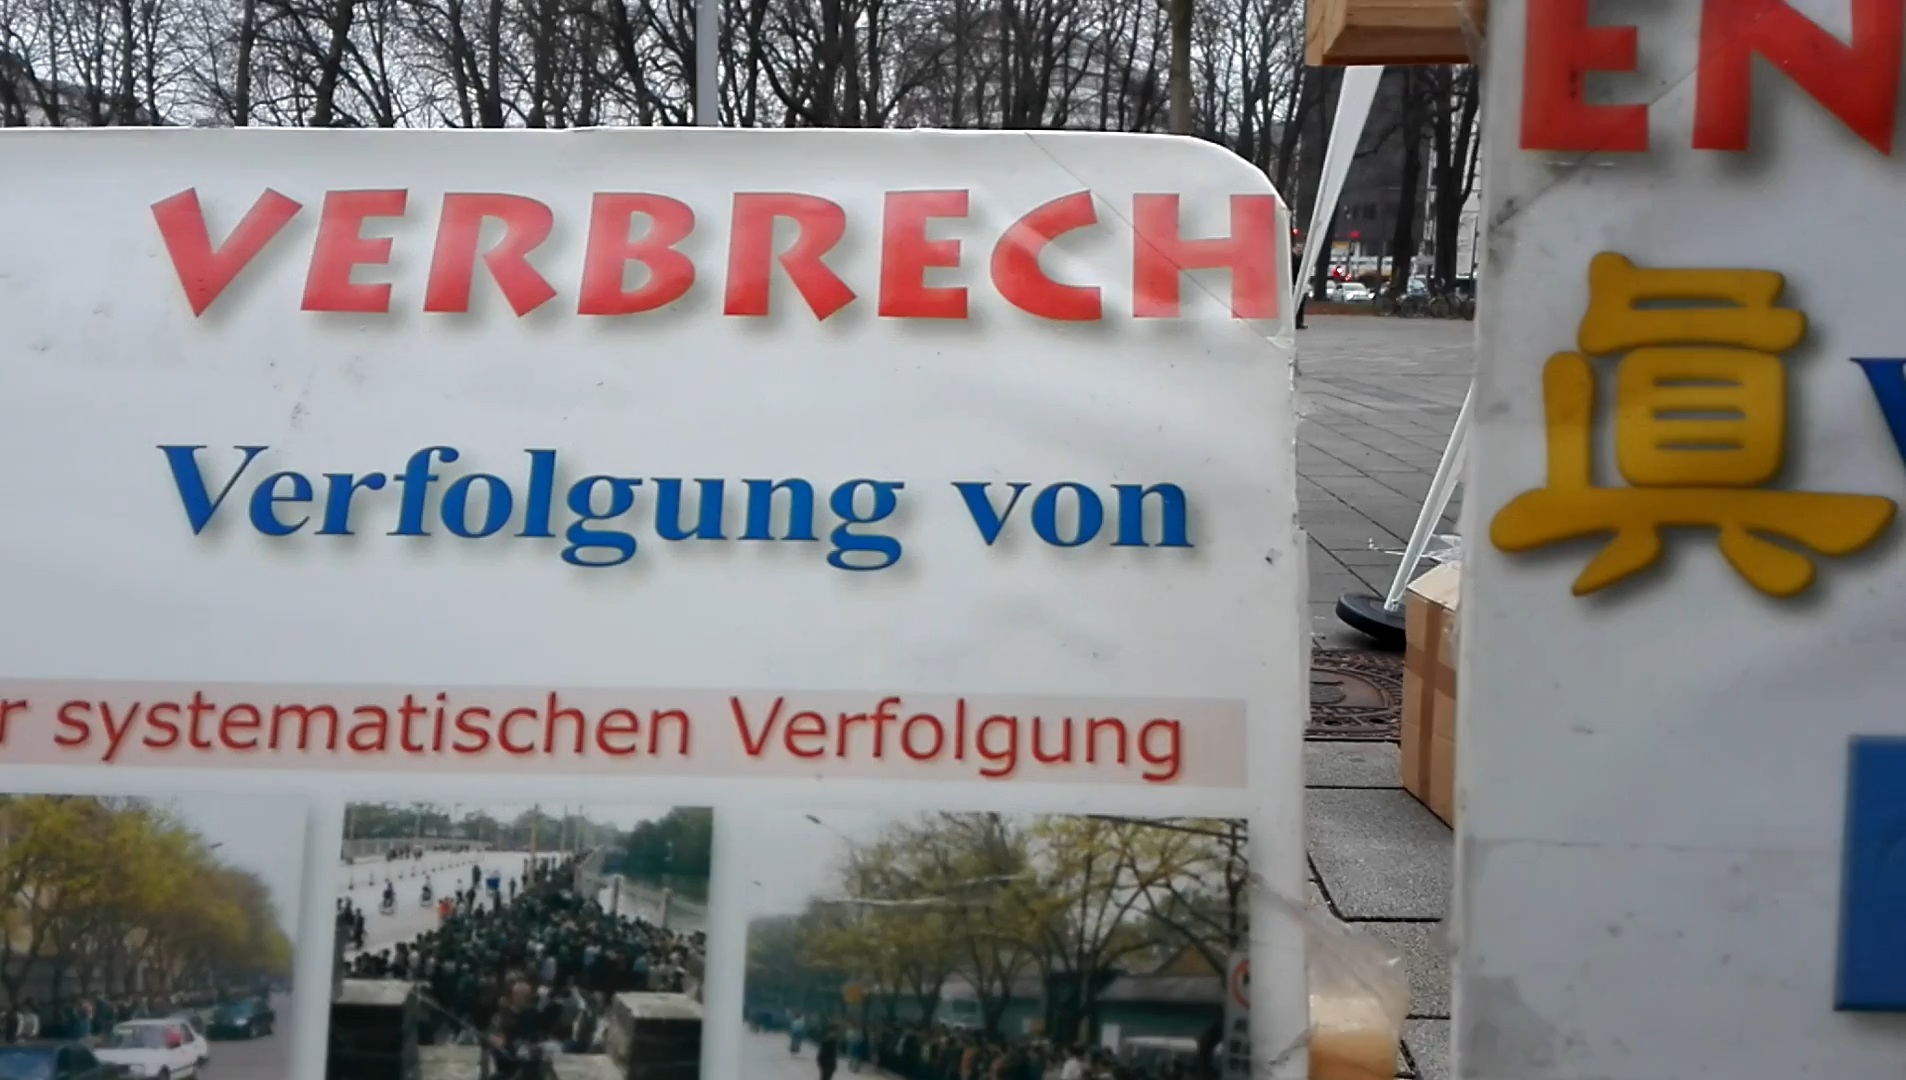 VERBRECH
Verfolgung von
r systematischen Verfolgung
EN
眞